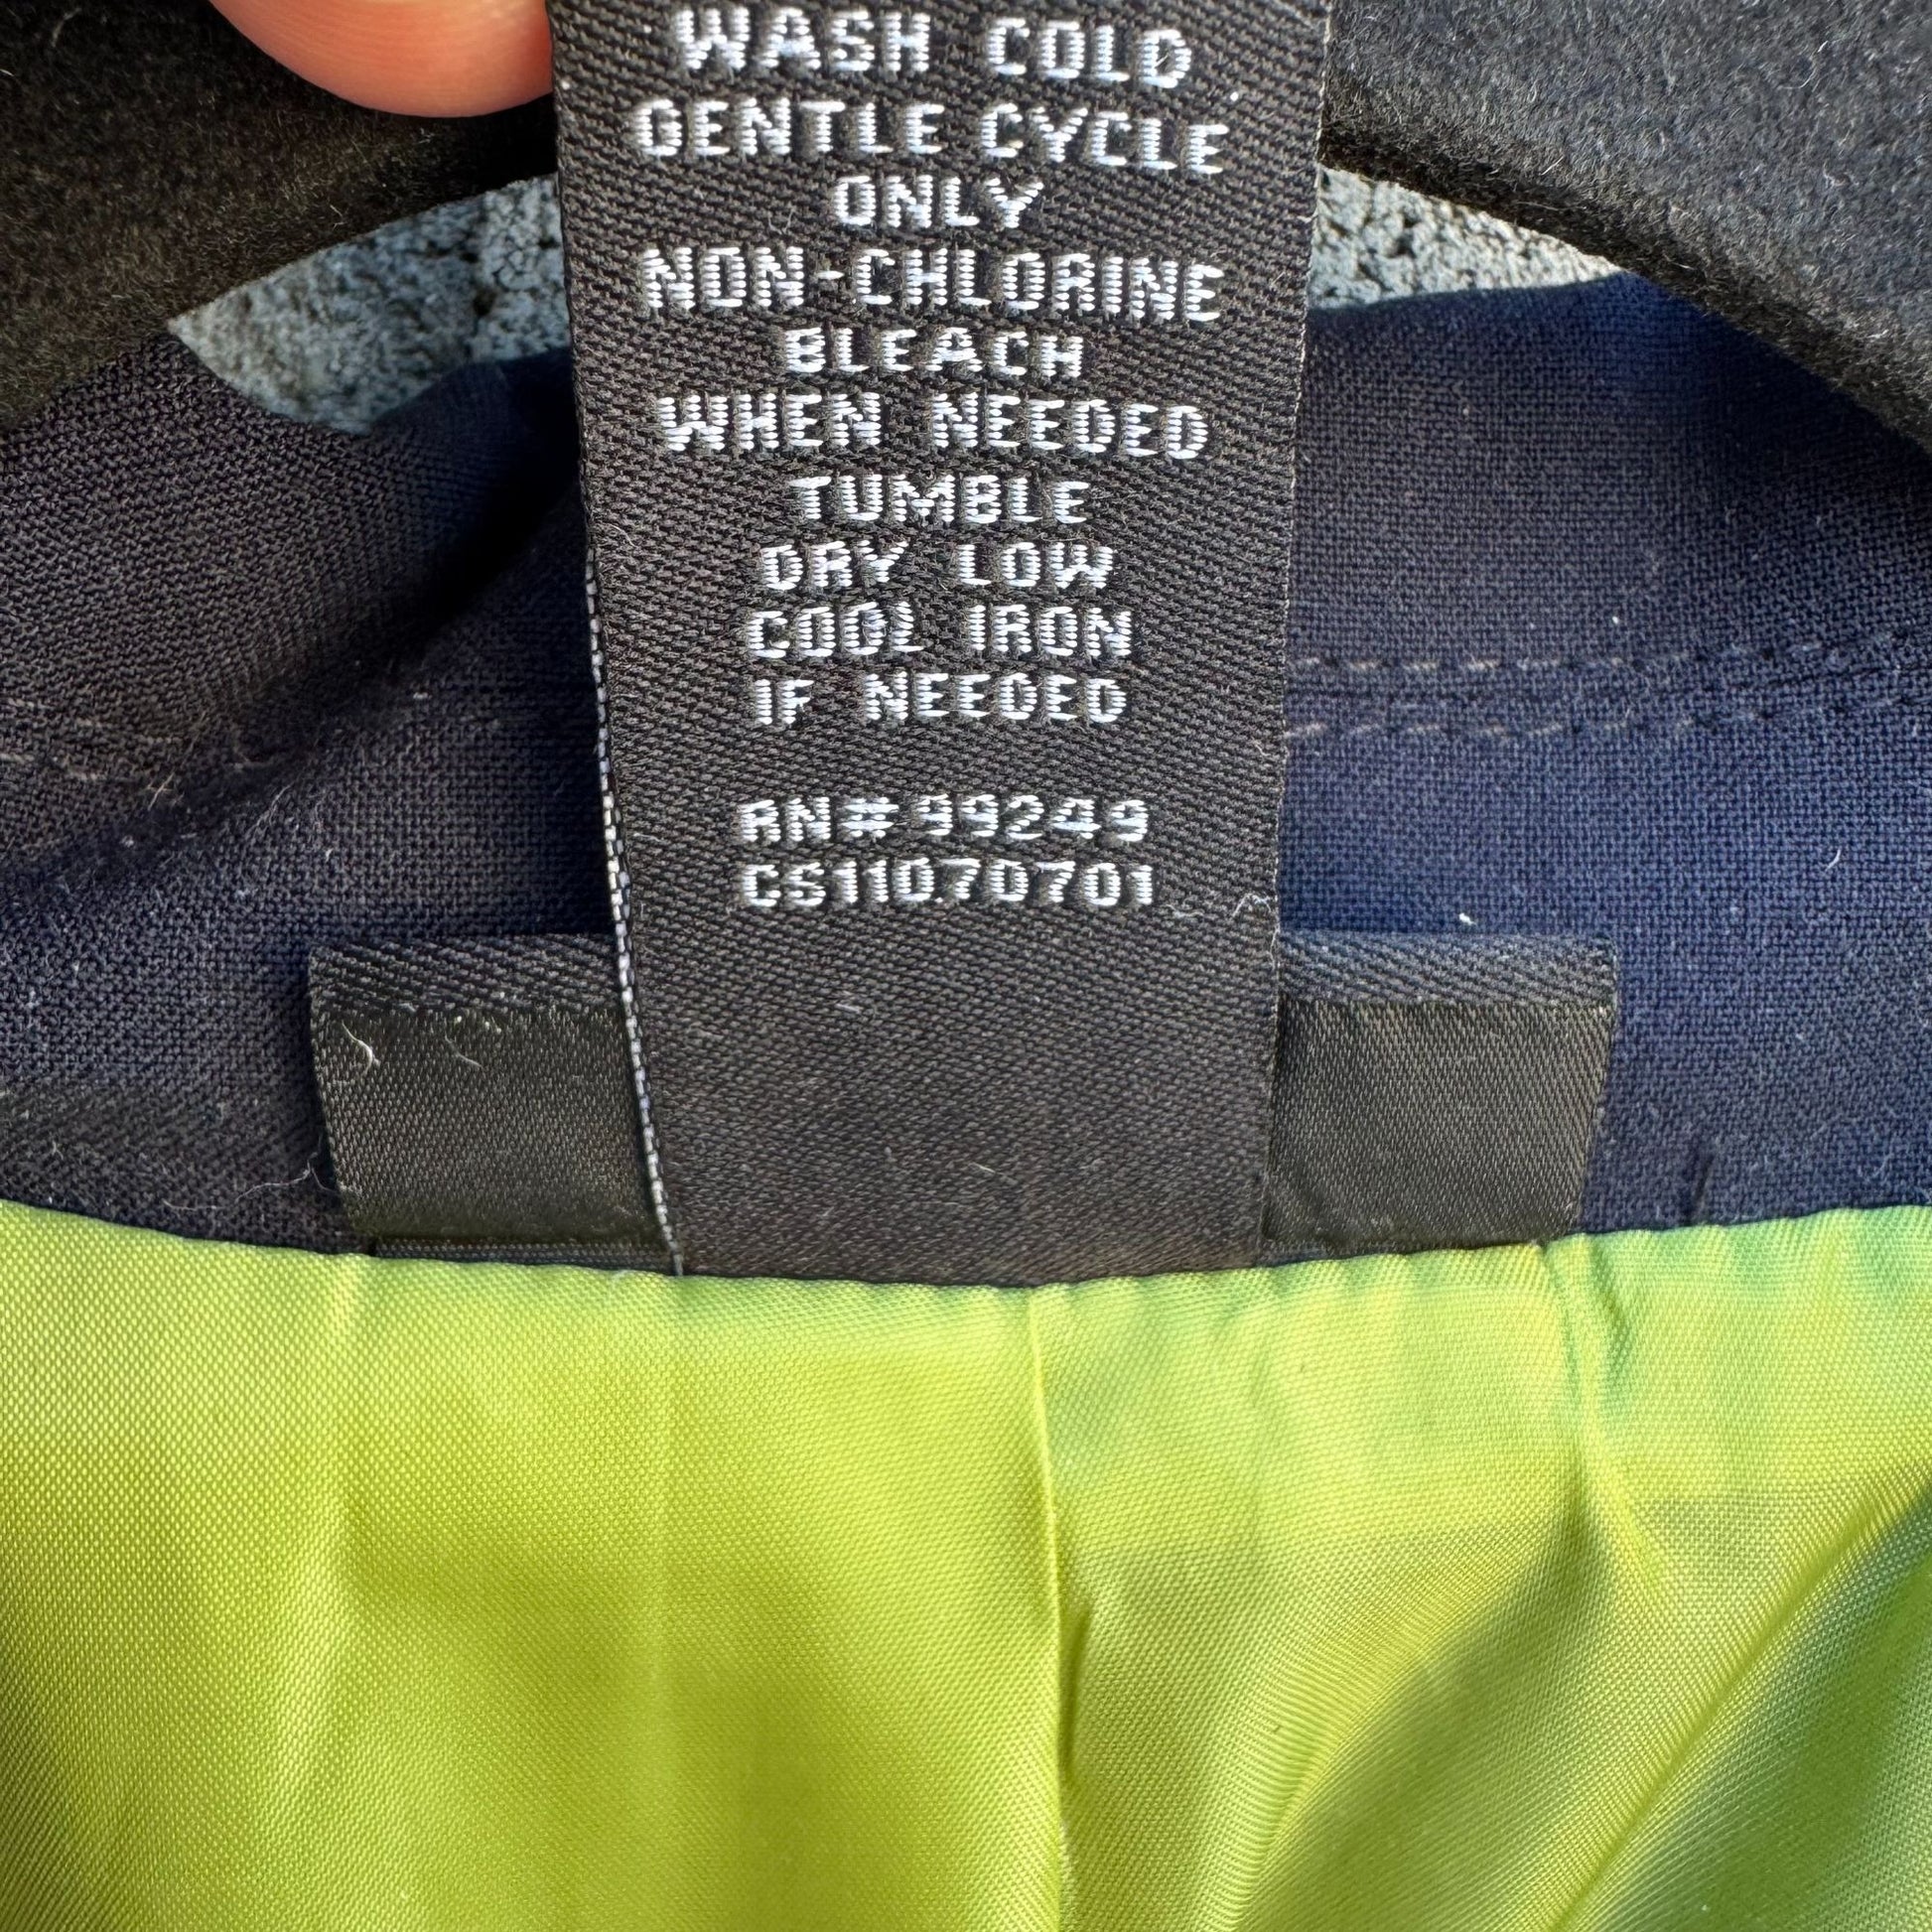 WASH COLD
GENTLE CYCLE
ONLY
NON-CHLORINE
BLEACH
WHEN NEEDED
TUMBLE
DRY LOW
COOL IRON
IF NEEDED
RN#99249
CS11070701